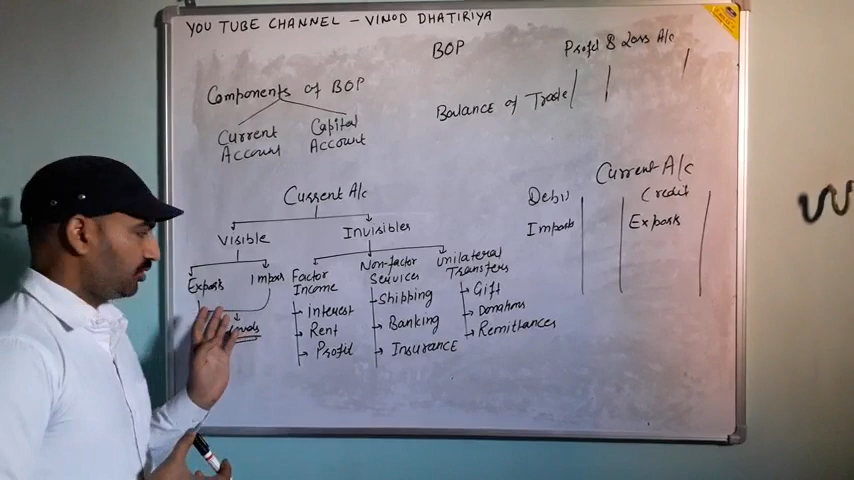 YOU TUBE CHANNEL - VINOD DHATIRIYA
BOP
Profit & Loss A/c
Components of BOP
Current Account
Capital Account
Balance of Trade
Current A/c
Debit
Credit
Imports
Exports
Current A/c
Visible
Invisibles
Exports
Imports
Factor Income
Interest
Rent
Profit
Non-factor Services
Shipping
Banking
Insurance
Unilateral Transfers
Gift
Donations
Remittances